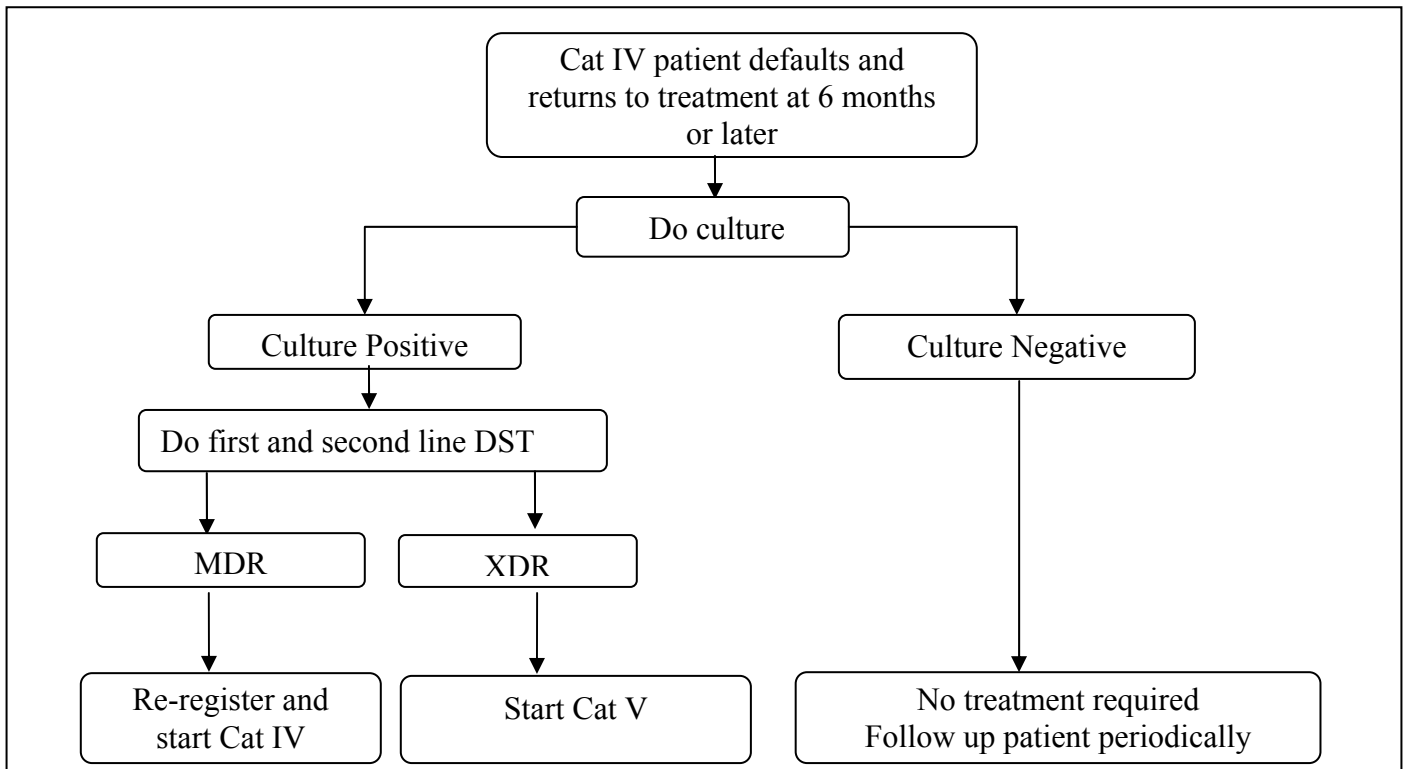 Cat IV patient defaults and
returns to treatment at 6 months
or later
Do culture
Culture Positive
Culture Negative
Do first and second line DST
MDR
XDR
Re-register and
start Cat IV
Start Cat V
No treatment required
Follow up patient periodically